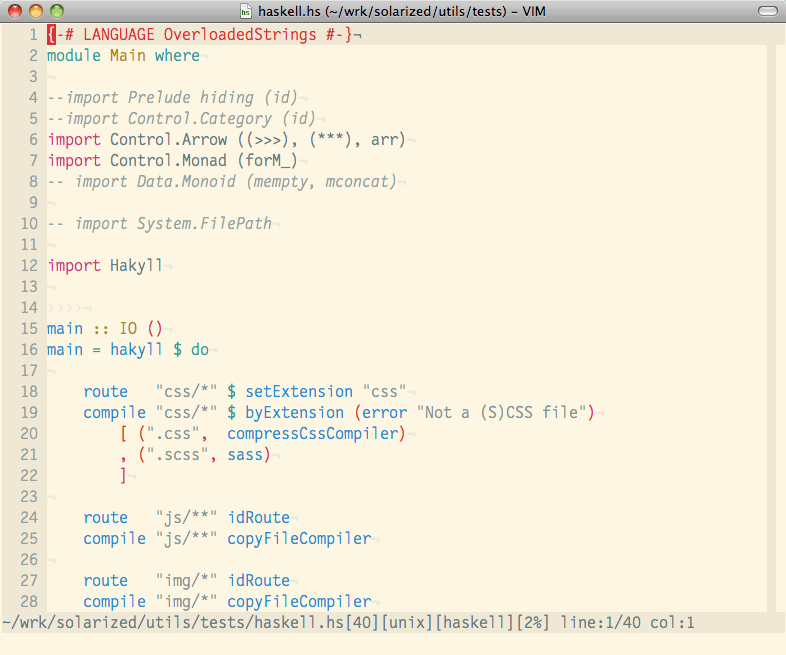 haskell.hs (~/wrk/solarized/utils/tests) – VIM
1 {-# LANGUAGE OverloadedStrings #-}¬
2 module Main where¬
3 ¬
4 --import Prelude hiding (id)¬
5 --import Control.Category (id)¬
6 import Control.Arrow ((>>>), (***), arr)¬
7 import Control.Monad (forM_)¬
8 -- import Data.Monoid (mempty, mconcat)¬
9 ¬
10 -- import System.FilePath¬
11 ¬
12 import Hakyll¬
13 ¬
14 ››››¬
15 main :: IO ()¬
16 main = hakyll $ do¬
17 ¬
18     route   "css/*" $ setExtension "css"¬
19     compile "css/*" $ byExtension (error "Not a (S)CSS file")¬
20         [ (".css",  compressCssCompiler)¬
21         , (".scss", sass)¬
22         ]¬
23 ¬
24     route   "js/**" idRoute¬
25     compile "js/**" copyFileCompiler¬
26 ¬
27     route   "img/*" idRoute¬
28     compile "img/*" copyFileCompiler¬
~/wrk/solarized/utils/tests/haskell.hs[40][unix][haskell][2%] line:1/40 col:1